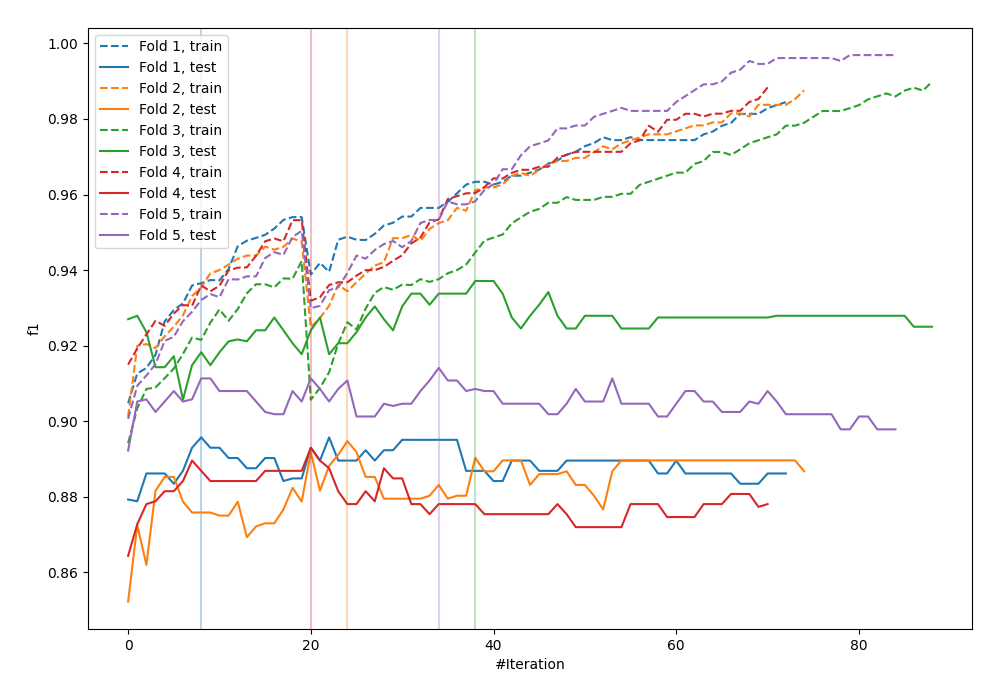 1.00
0.98
0.96
0.94
0.92
0.90
0.88
0.86
f1
Fold 1, train
Fold 1, test
Fold 2, train
Fold 2, test
Fold 3, train
Fold 3, test
Fold 4, train
Fold 4, test
Fold 5, train
Fold 5, test
0 20 40 60 80
#Iteration